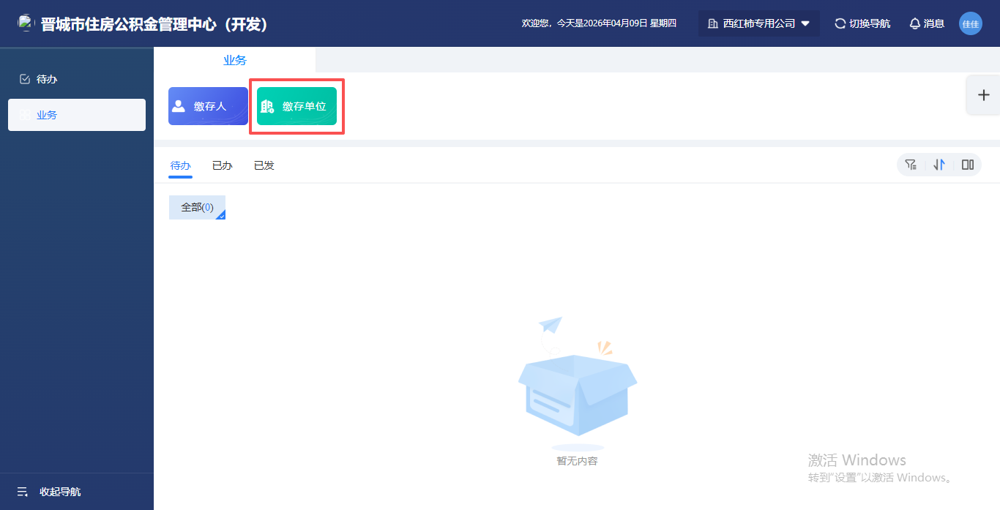 晋城市住房公积金管理中心（开发）
欢迎您，今天是2026年04月09日 星期四
西红柿专用公司
切换导航
消息
佳佳
待办
业务
收起导航
业务
缴存人
缴存单位
待办
已办
已发
全部(0)
暂无内容
激活 Windows
转到"设置"以激活 Windows。